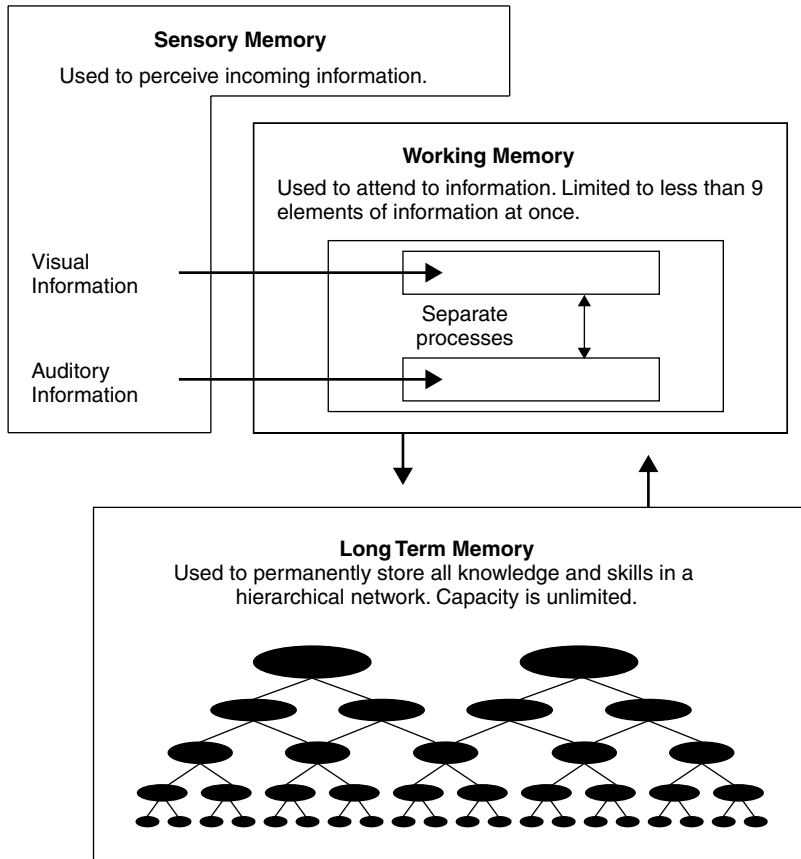 Sensory Memory
Used to perceive incoming information.
Working Memory
Used to attend to information. Limited to less than 9
elements of information at once.
Visual
Information
Separate
processes
Auditory
Information
Long Term Memory
Used to permanently store all knowledge and skills in a
hierarchical network. Capacity is unlimited.